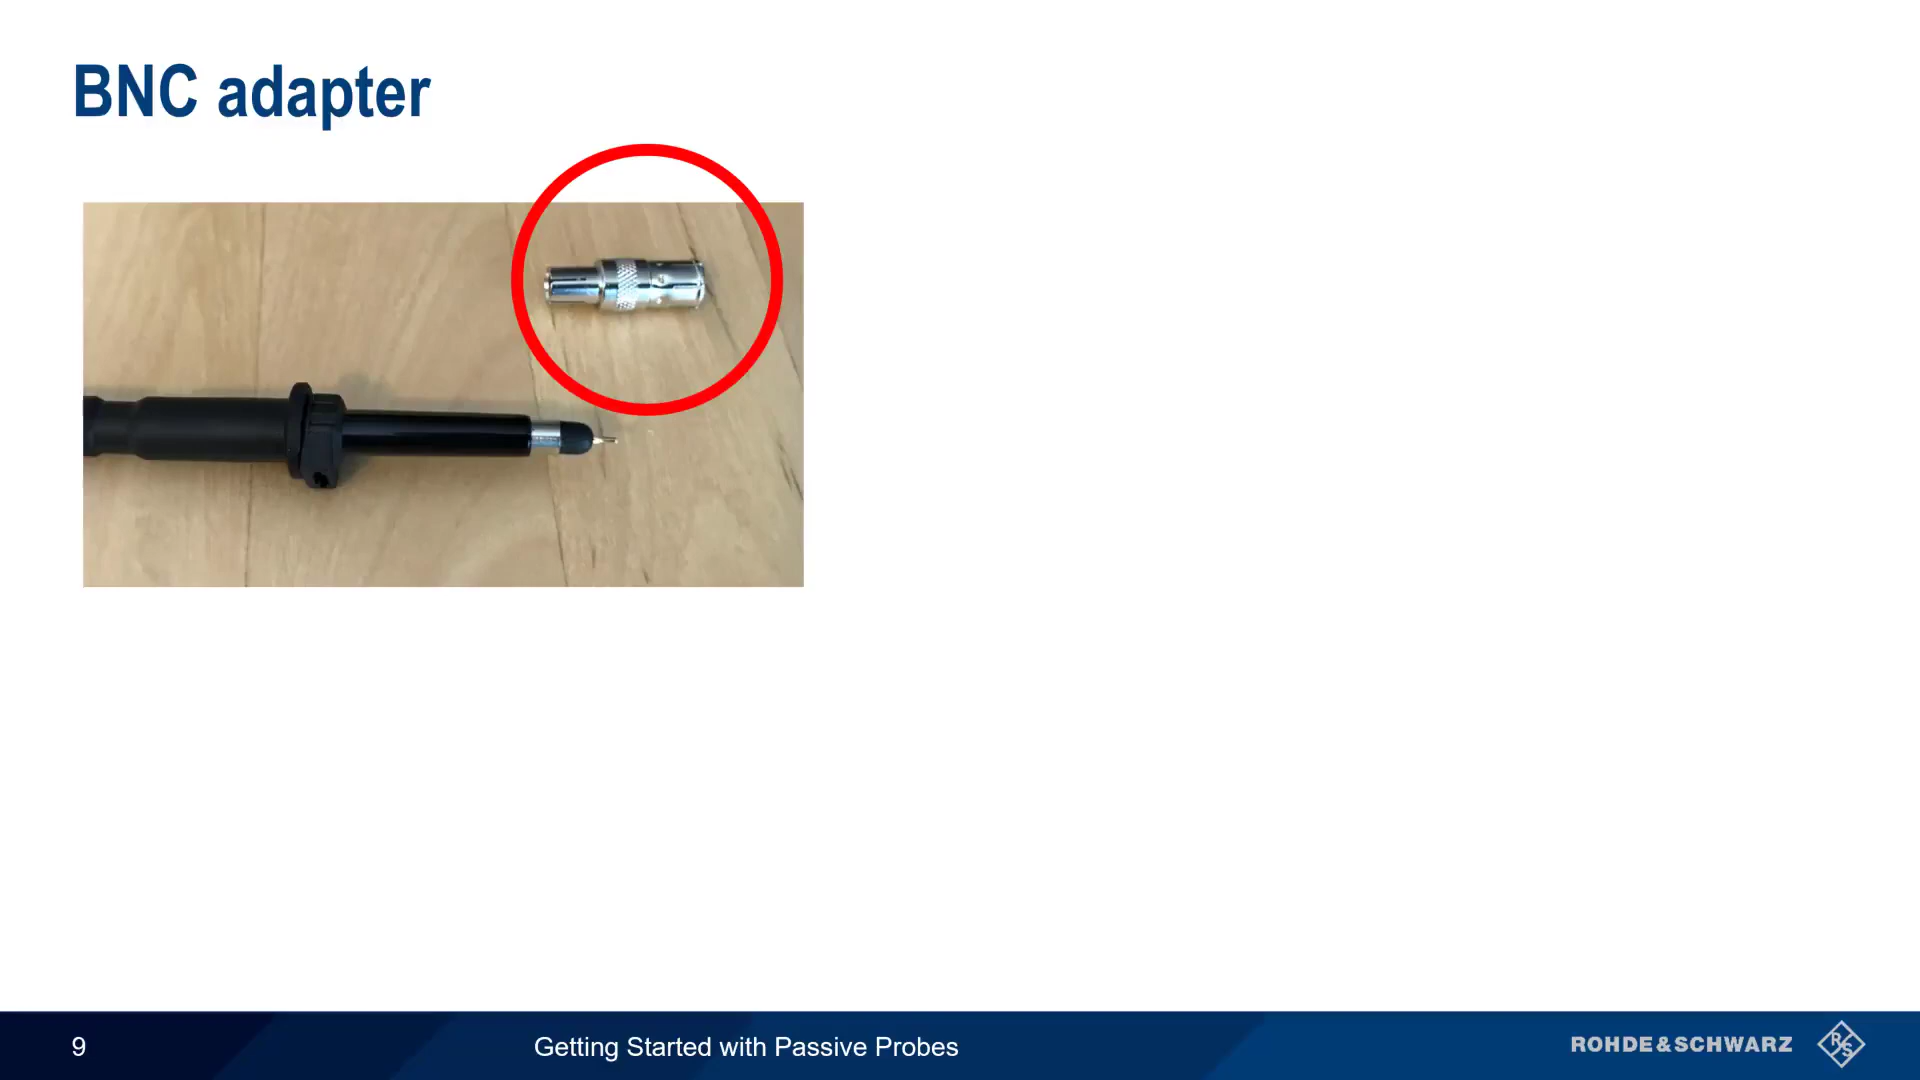 BNC adapter
9
Getting Started with Passive Probes
ROHDE&SCHWARZ
R&S